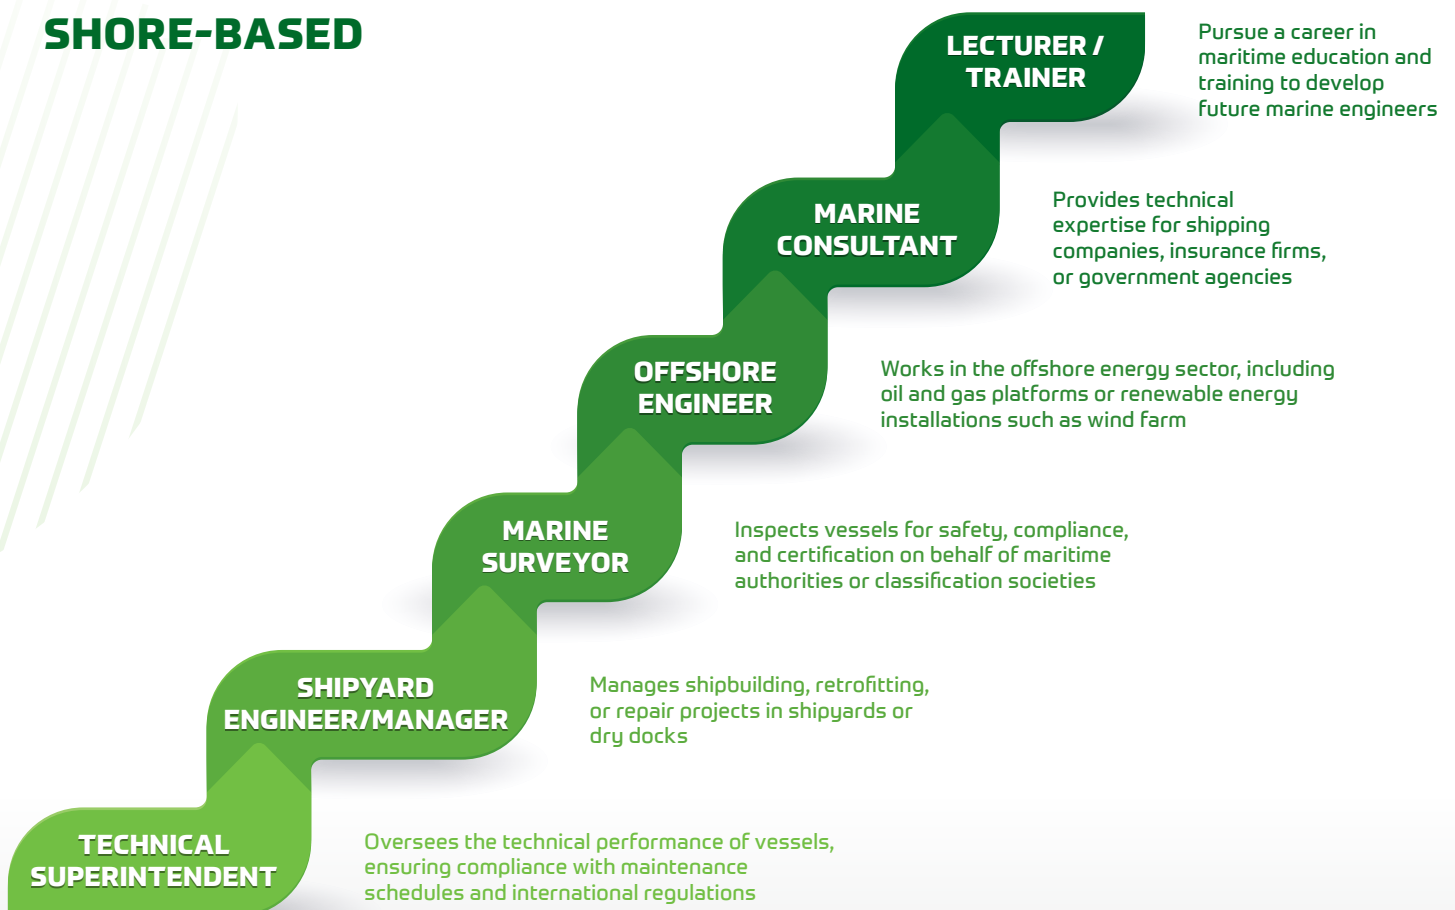 SHORE-BASED
LECTURER /
TRAINER
Pursue a career in
maritime education and
training to develop
future marine engineers
MARINE
CONSULTANT
Provides technical
expertise for shipping
companies, insurance firms,
or government agencies
OFFSHORE
ENGINEER
Works in the offshore energy sector, including
oil and gas platforms or renewable energy
installations such as wind farm
MARINE
SURVEYOR
Inspects vessels for safety, compliance,
and certification on behalf of maritime
authorities or classification societies
SHIPYARD
ENGINEER/MANAGER
Manages shipbuilding, retrofitting,
or repair projects in shipyards or
dry docks
TECHNICAL
SUPERINTENDENT
Oversees the technical performance of vessels,
ensuring compliance with maintenance
schedules and international regulations